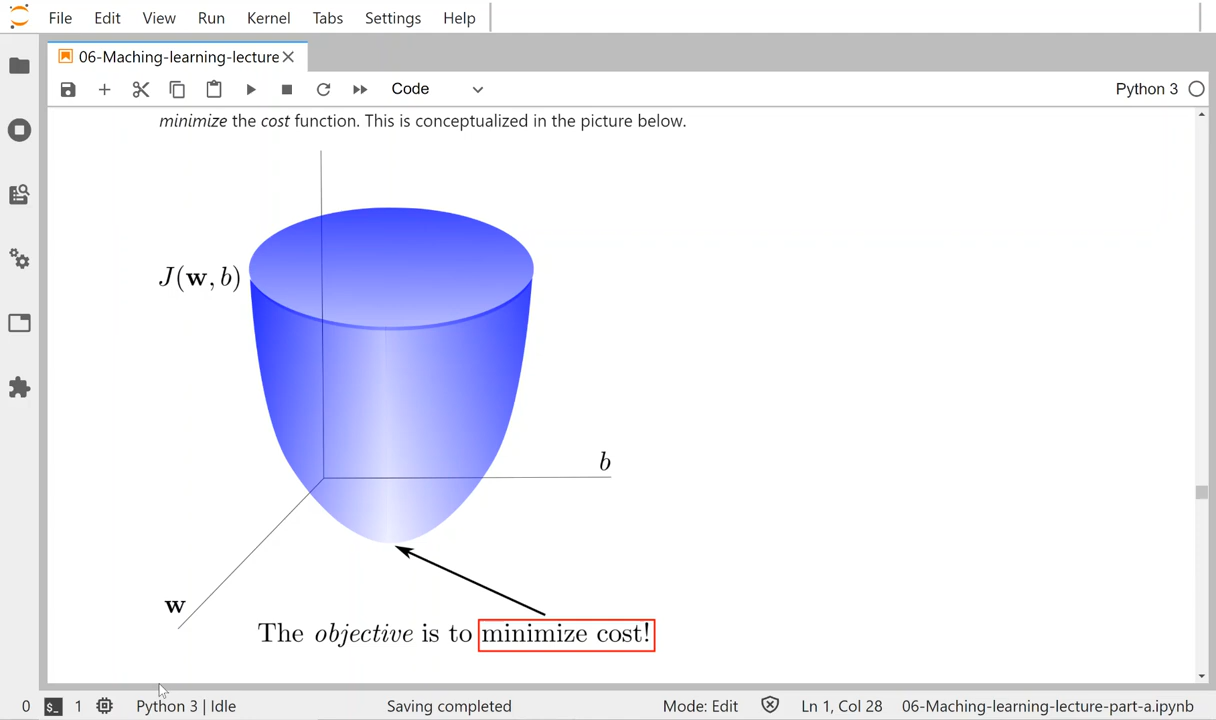 File Edit View Run Kernel Tabs Settings Help
06-Maching-learning-lecture
Code
Python 3
minimize the cost function. This is conceptualized in the picture below.
J(w, b)
b
w
The objective is to minimize cost!
0 $_ 1 Python 3 | Idle Saving completed Mode: Edit Ln 1, Col 28 06-Maching-learning-lecture-part-a.ipynb